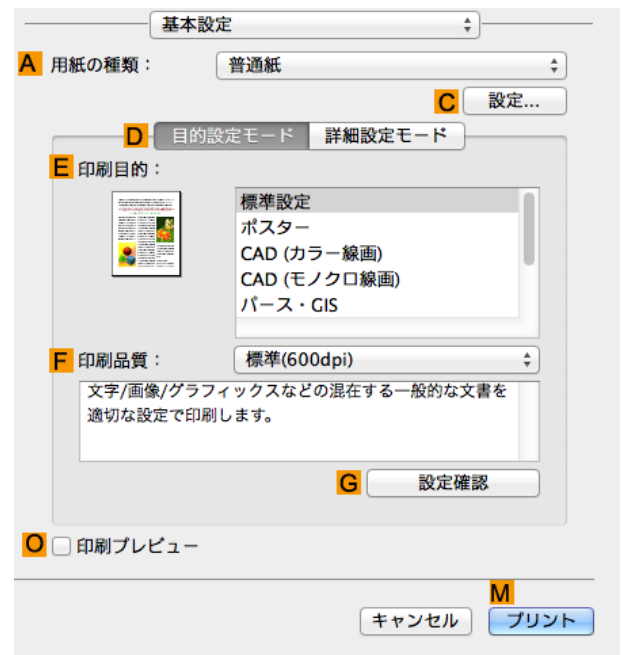 基本設定
A 用紙の種類： 普通紙
C 設定...
D 目的設定モード 詳細設定モード
E 印刷目的：
標準設定
ポスター
CAD (カラー線画)
CAD (モノクロ線画)
パース・GIS
F 印刷品質： 標準(600dpi)
文字/画像/グラフィックスなどの混在する一般的な文書を
適切な設定で印刷します。
G 設定確認
O 印刷プレビュー
M
キャンセル プリント